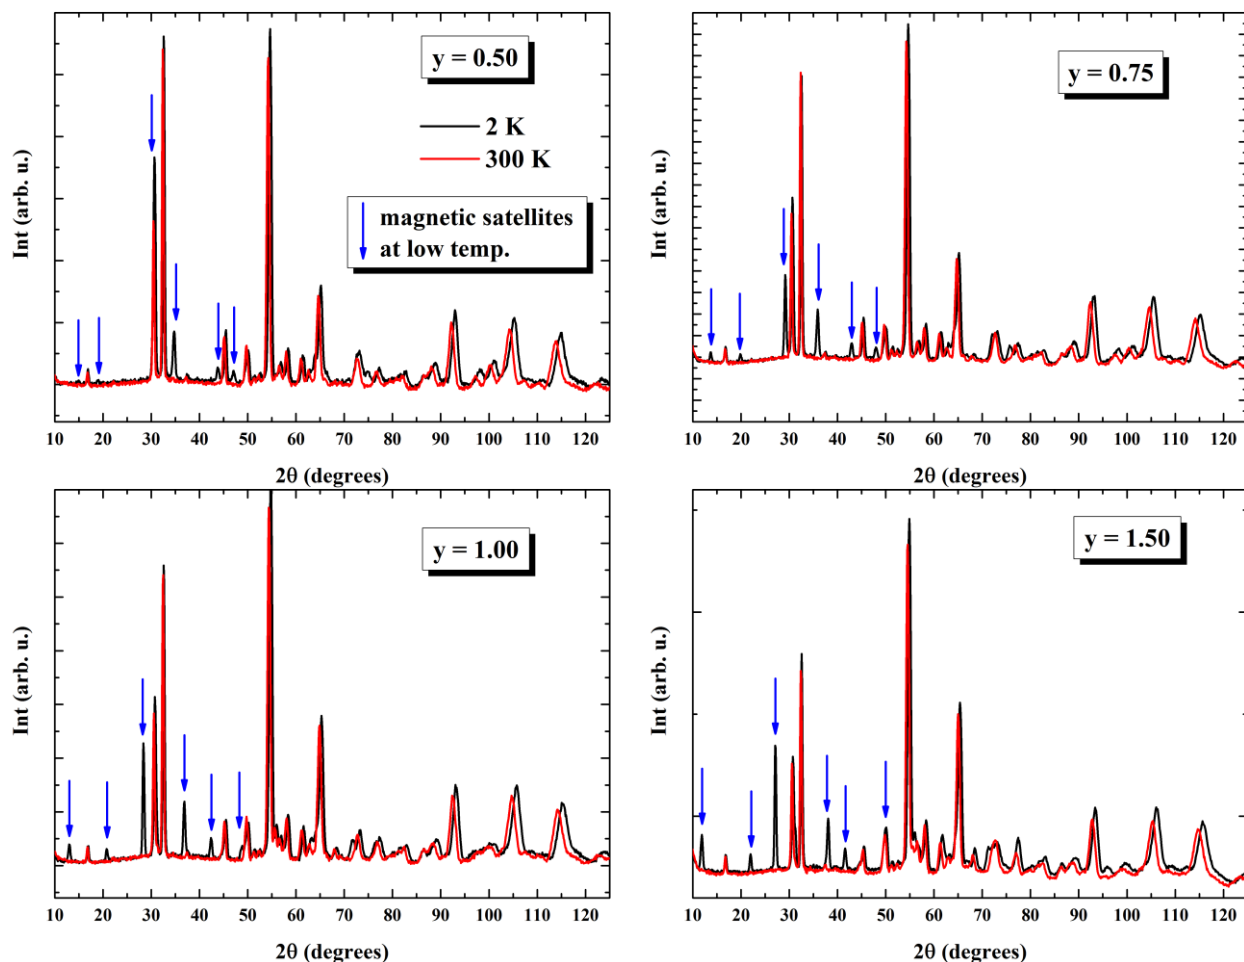 y = 0.50
2 K
300 K
magnetic satellites
at low temp.
Int (arb. u.)
10 20 30 40 50 60 70 80 90 100 110 120
2θ (degrees)
y = 0.75
Int (arb. u.)
10 20 30 40 50 60 70 80 90 100 110 120
2θ (degrees)
y = 1.00
Int (arb. u.)
10 20 30 40 50 60 70 80 90 100 110 120
2θ (degrees)
y = 1.50
Int (arb. u.)
10 20 30 40 50 60 70 80 90 100 110 120
2θ (degrees)